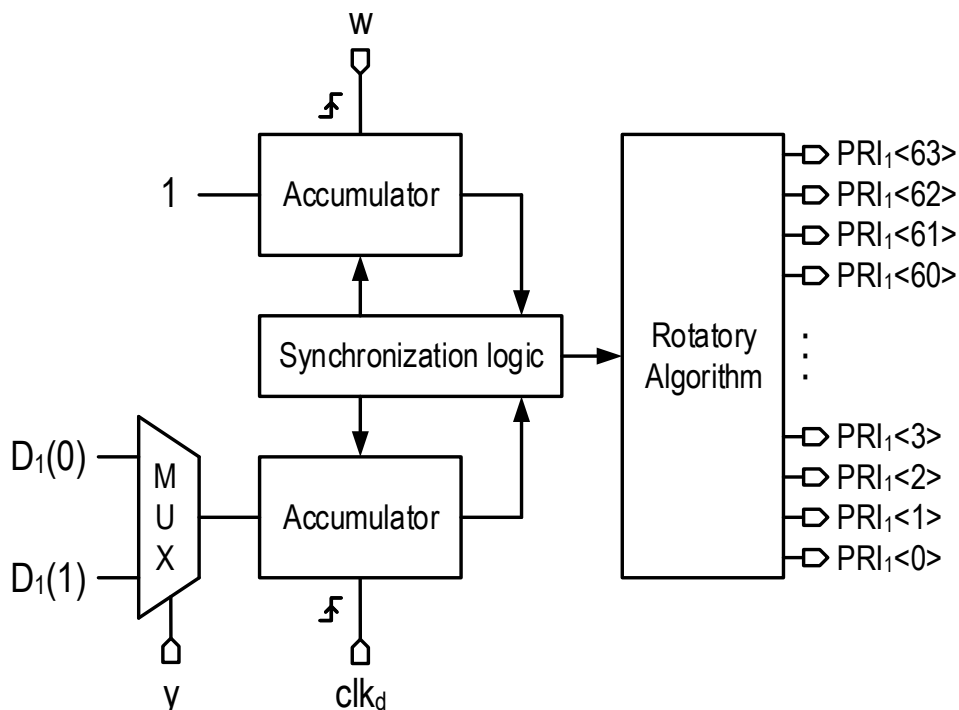 w
1
Accumulator
Synchronization logic
D₁(0)
D₁(1)
M
U
X
Accumulator
y
clk_d
Rotatory
Algorithm
PRI₁<63>
PRI₁<62>
PRI₁<61>
PRI₁<60>
⋮
PRI₁<3>
PRI₁<2>
PRI₁<1>
PRI₁<0>